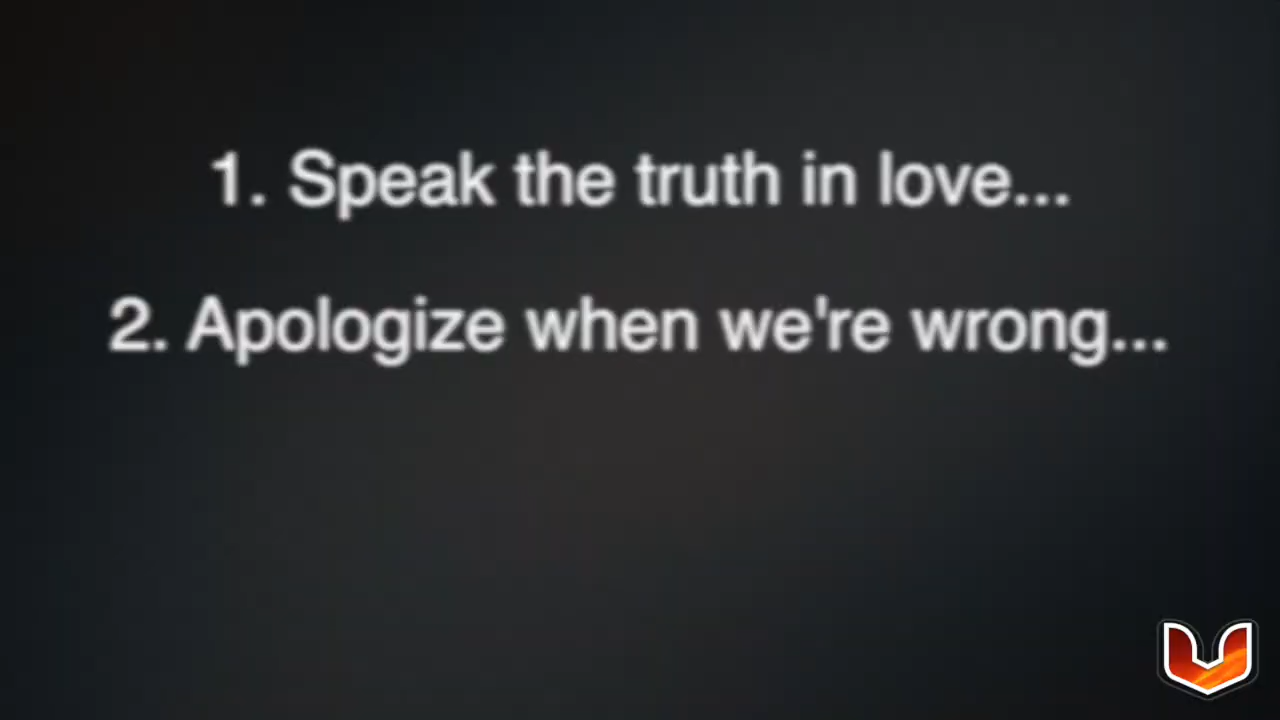 1. Speak the truth in love...
2. Apologize when we're wrong...